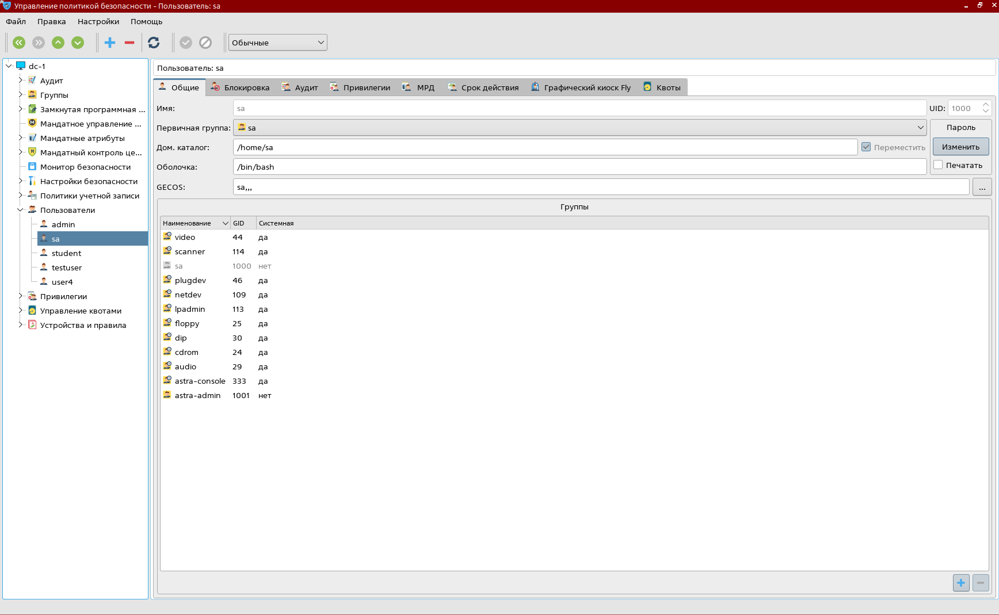 Управление политикой безопасности - Пользователь: sa
Файл Правка Настройки Помощь
Обычные
dc-1
Аудит
Группы
Замкнутая программная ...
Мандатное управление ...
Мандатные атрибуты
Мандатный контроль це...
Монитор безопасности
Настройки безопасности
Политики учетной записи
Пользователи
admin
sa
student
testuser
user4
Привилегии
Управление квотами
Устройства и правила
Пользователь: sa
Общие Блокировка Аудит Привилегии МРД Срок действия Графический киоск Fly Квоты
Имя: sa UID: 1000
Первичная группа: sa Пароль
Дом. каталог: /home/sa Переместить Изменить
Оболочка: /bin/bash Печатать
GECOS: sa,,, ...
Группы
Наименование GID Системная
video 44 да
scanner 114 да
sa 1000 нет
plugdev 46 да
netdev 109 да
lpadmin 113 да
floppy 25 да
dip 30 да
cdrom 24 да
audio 29 да
astra-console 333 да
astra-admin 1001 нет